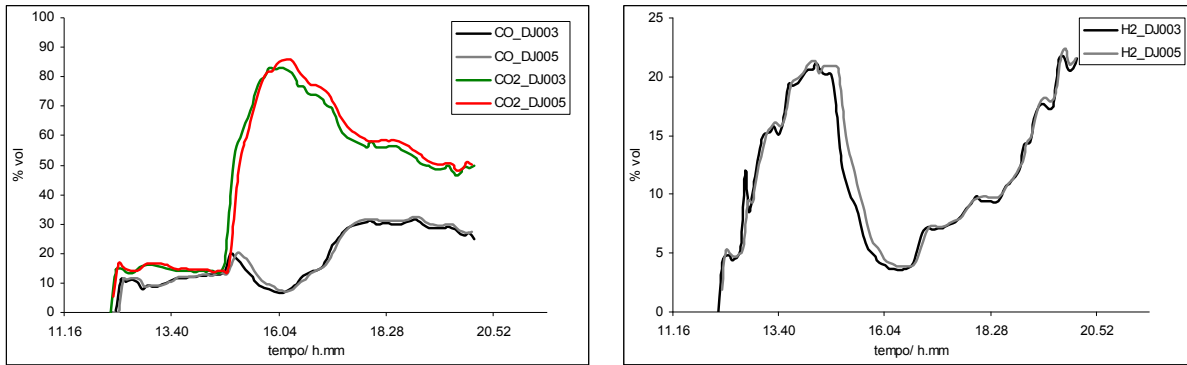 100
90
80
70
60
50
40
30
20
10
0
% vol
11.16 13.40 16.04 18.28 20.52
tempo/ h.mm
CO_DJ003
CO_DJ005
CO2_DJ003
CO2_DJ005
25
20
15
10
5
0
% vol
11.16 13.40 16.04 18.28 20.52
tempo/ h.mm
H2_DJ003
H2_DJ005